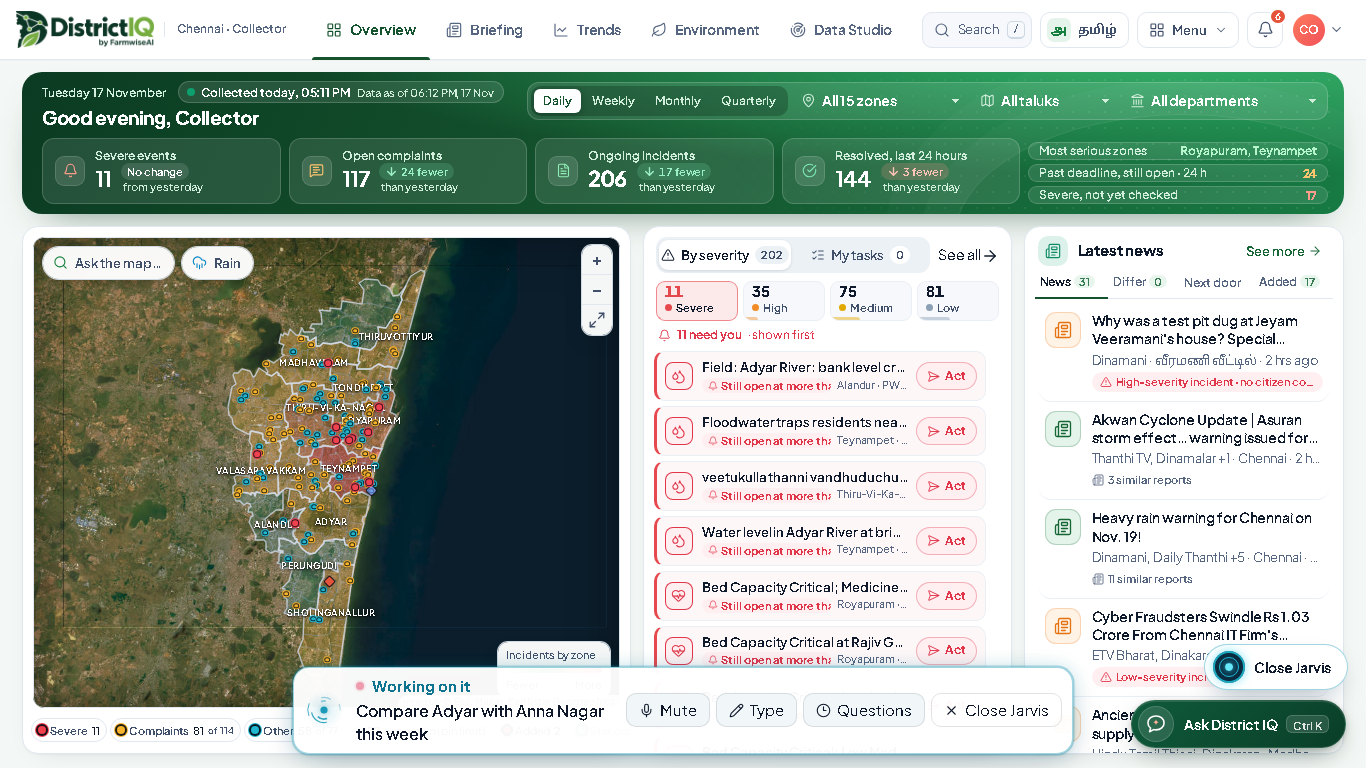 DistrictIQ
by FarmwiseAI
Chennai · Collector
Overview
Briefing
Trends
Environment
Data Studio
Search /
அ தமிழ்
Menu
6
CO
Tuesday 17 November
Collected today, 05:11 PM Data as of 06:12 PM, 17 Nov
Good evening, Collector
Daily Weekly Monthly Quarterly
All 15 zones
All taluks
All departments
Severe events
11 No change
from yesterday
Open complaints
117 ↓ 24 fewer
than yesterday
Ongoing incidents
206 ↓ 17 fewer
than yesterday
Resolved, last 24 hours
144 ↓ 3 fewer
than yesterday
Most serious zones Royapuram, Teynampet
Past deadline, still open · 24 h 24
Severe, not yet checked 17
Ask the map...
Rain
+
−
THIRUVOTTIYUR
VALASARAVAKKAM
TEYNAMPET
ADYAR
PERUNGUDI
SHOLINGANALLUR
Incidents by zone
Severe 11
Complaints 81 of 114
Other
By severity 202
My tasks 0
See all →
11
Severe
35
High
75
Medium
81
Low
11 need you · shown first
Field: Adyar River: bank level cr...
Still open at more tha Alandur · PW...
Act
Floodwater traps residents nea...
Still open at more tha Teynampet ·...
Act
veetukulla thanni vandhuduchu...
Still open at more tha Thiru-Vi-Ka-...
Act
Water level in Adyar River at bri...
Still open at more tha Teynampet · ...
Act
Bed Capacity Critical; Medicine...
Still open at more tha Royapuram ·...
Act
Bed Capacity Critical at Rajiv G...
Still open at more tha Royapuram ·...
Act
Latest news
See more →
News 31
Differ 0
Next door
Added 17
Why was a test pit dug at Jeyam
Veeramani's house? Special...
Dinamani · வீரமணி வீட்டில் · 2 hrs ago
High-severity incident · no citizen co...
Akwan Cyclone Update | Asuran
storm effect ... warning issued for...
Thanthi TV, Dinamalar +1 · Chennai · 2 h...
3 similar reports
Heavy rain warning for Chennai on
Nov. 19!
Dinamani, Daily Thanthi +5 · Chennai · ...
11 similar reports
Cyber Fraudsters Swindle Rs 1.03
Crore From Chennai IT Firm's...
ETV Bharat, Dinakar
Low-severity inci
Ancien
supply
Working on it
Compare Adyar with Anna Nagar
this week
Mute
Type
Questions
Close Jarvis
Close Jarvis
Ask District IQ Ctrl K